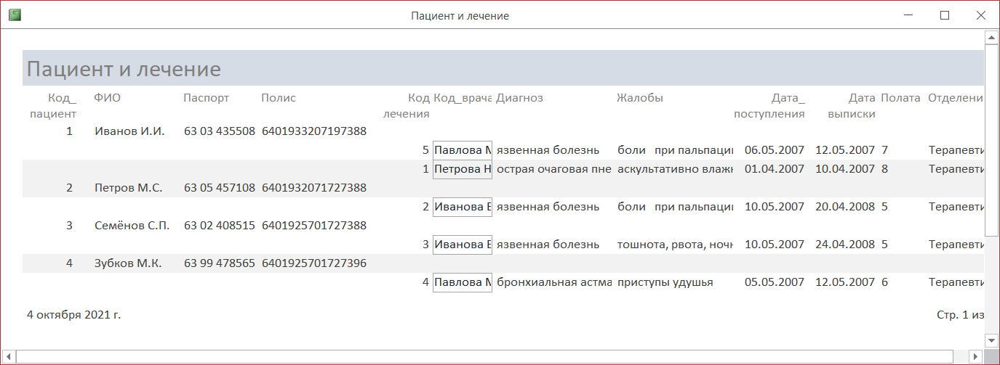 Пациент и лечение
Пациент и лечение
Код_ ФИО Паспорт Полис Код Код_врача Диагноз Жалобы Дата_ Дата Полата Отделени
пациент лечения поступления выписки
1 Иванов И.И. 63 03 435508 6401933207197388
5 Павлова М язвенная болезнь боли при пальпаци 06.05.2007 12.05.2007 7 Терапевти
1 Петрова Н острая очаговая пне аскультативно влажн 01.04.2007 10.04.2007 8 Терапевти
2 Петров М.С. 63 05 457108 6401932071727388
2 Иванова Е язвенная болезнь боли при пальпаци 10.05.2007 20.04.2008 5 Терапевти
3 Семёнов С.П. 63 02 408515 6401925701727388
3 Иванова Е язвенная болезнь тошнота, рвота, ночн 10.05.2007 24.04.2008 5 Терапевти
4 Зубков М.К. 63 99 478565 6401925701727396
4 Павлова М бронхиальная астма приступы удушья 05.05.2007 12.05.2007 6 Терапевти
4 октября 2021 г. Стр. 1 из